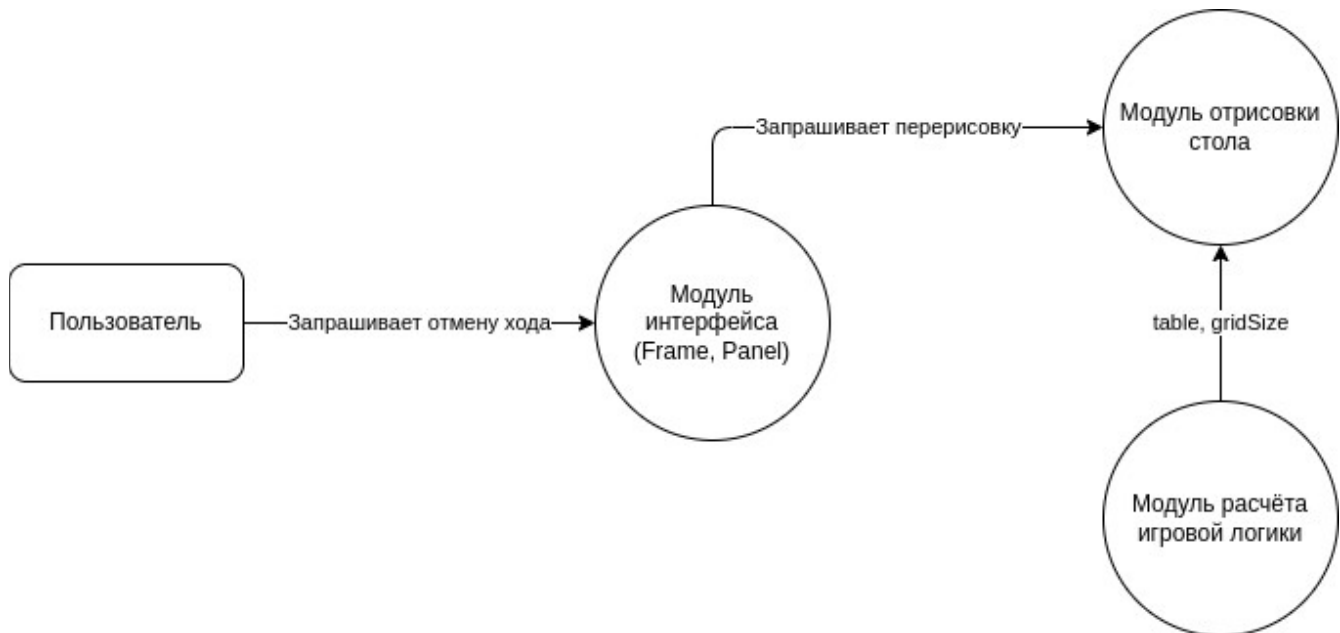 Запрашивает перерисовку
Модуль отрисовки
стола
Пользователь
Запрашивает отмену хода
Модуль
интерфейса
(Frame, Panel)
table, gridSize
Модуль расчёта
игровой логики